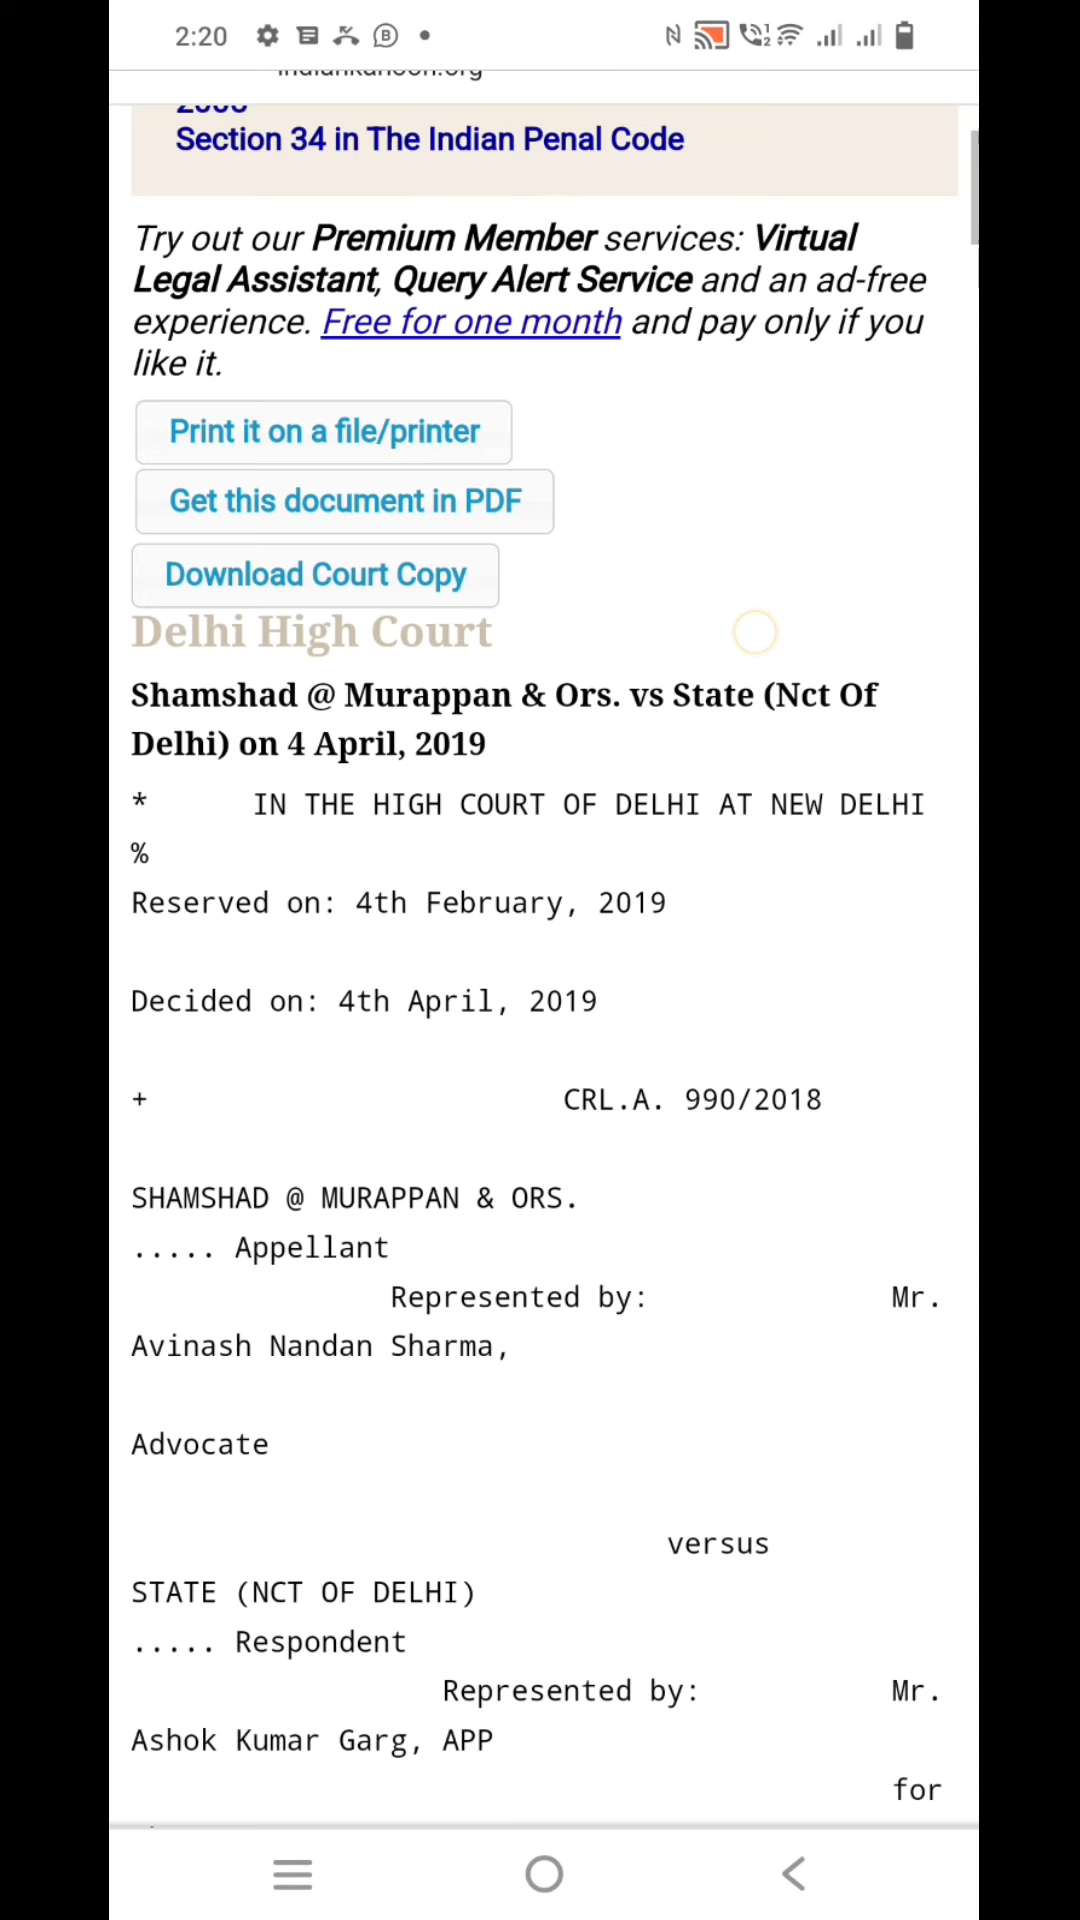 2:20
indiankanoon.org
2000
Section 34 in The Indian Penal Code
Try out our Premium Member services: Virtual
Legal Assistant, Query Alert Service and an ad-free
experience. Free for one month and pay only if you
like it.
Print it on a file/printer
Get this document in PDF
Download Court Copy
Delhi High Court
Shamshad @ Murappan & Ors. vs State (Nct Of
Delhi) on 4 April, 2019
* IN THE HIGH COURT OF DELHI AT NEW DELHI
%
Reserved on: 4th February, 2019
Decided on: 4th April, 2019
+ CRL.A. 990/2018
SHAMSHAD @ MURAPPAN & ORS.
..... Appellant
Represented by: Mr.
Avinash Nandan Sharma,
Advocate
versus
STATE (NCT OF DELHI)
..... Respondent
Represented by: Mr.
Ashok Kumar Garg, APP
for